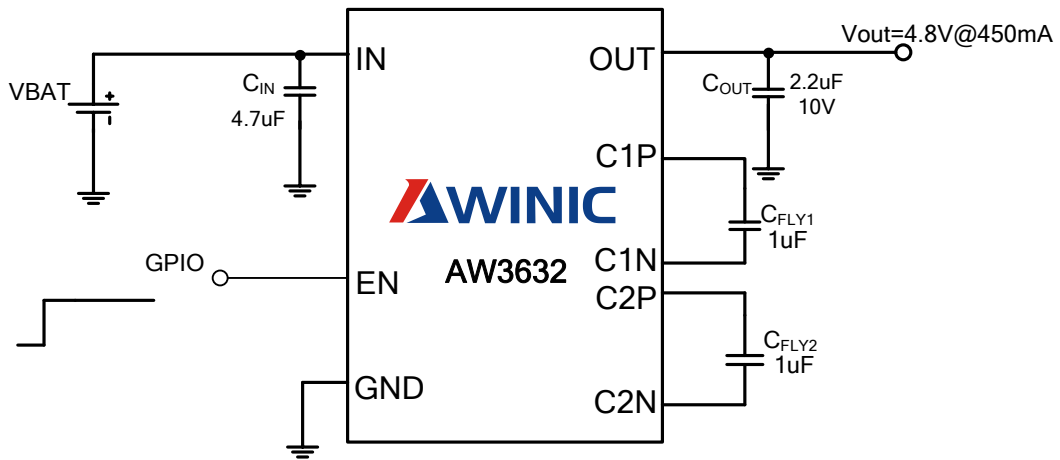 Vout=4.8V@450mA
IN
OUT
VBAT
+
-
CIN
4.7uF
COUT
2.2uF
10V
C1P
AWINIC
CFLY1
1uF
C1N
GPIO
EN
AW3632
C2P
CFLY2
1uF
GND
C2N